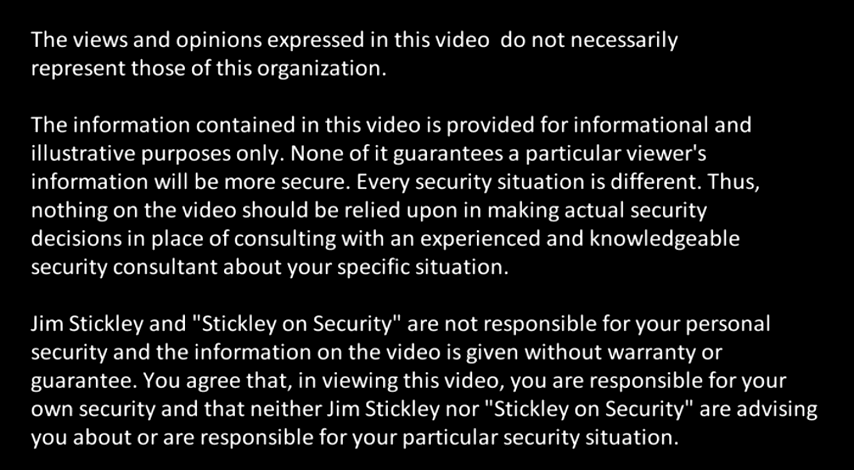 The views and opinions expressed in this video  do not necessarily
represent those of this organization.
The information contained in this video is provided for informational and
illustrative purposes only. None of it guarantees a particular viewer's
information will be more secure. Every security situation is different. Thus,
nothing on the video should be relied upon in making actual security
decisions in place of consulting with an experienced and knowledgeable
security consultant about your specific situation.
Jim Stickley and "Stickley on Security" are not responsible for your personal
security and the information on the video is given without warranty or
guarantee. You agree that, in viewing this video, you are responsible for your
own security and that neither Jim Stickley nor "Stickley on Security" are advising
you about or are responsible for your particular security situation.